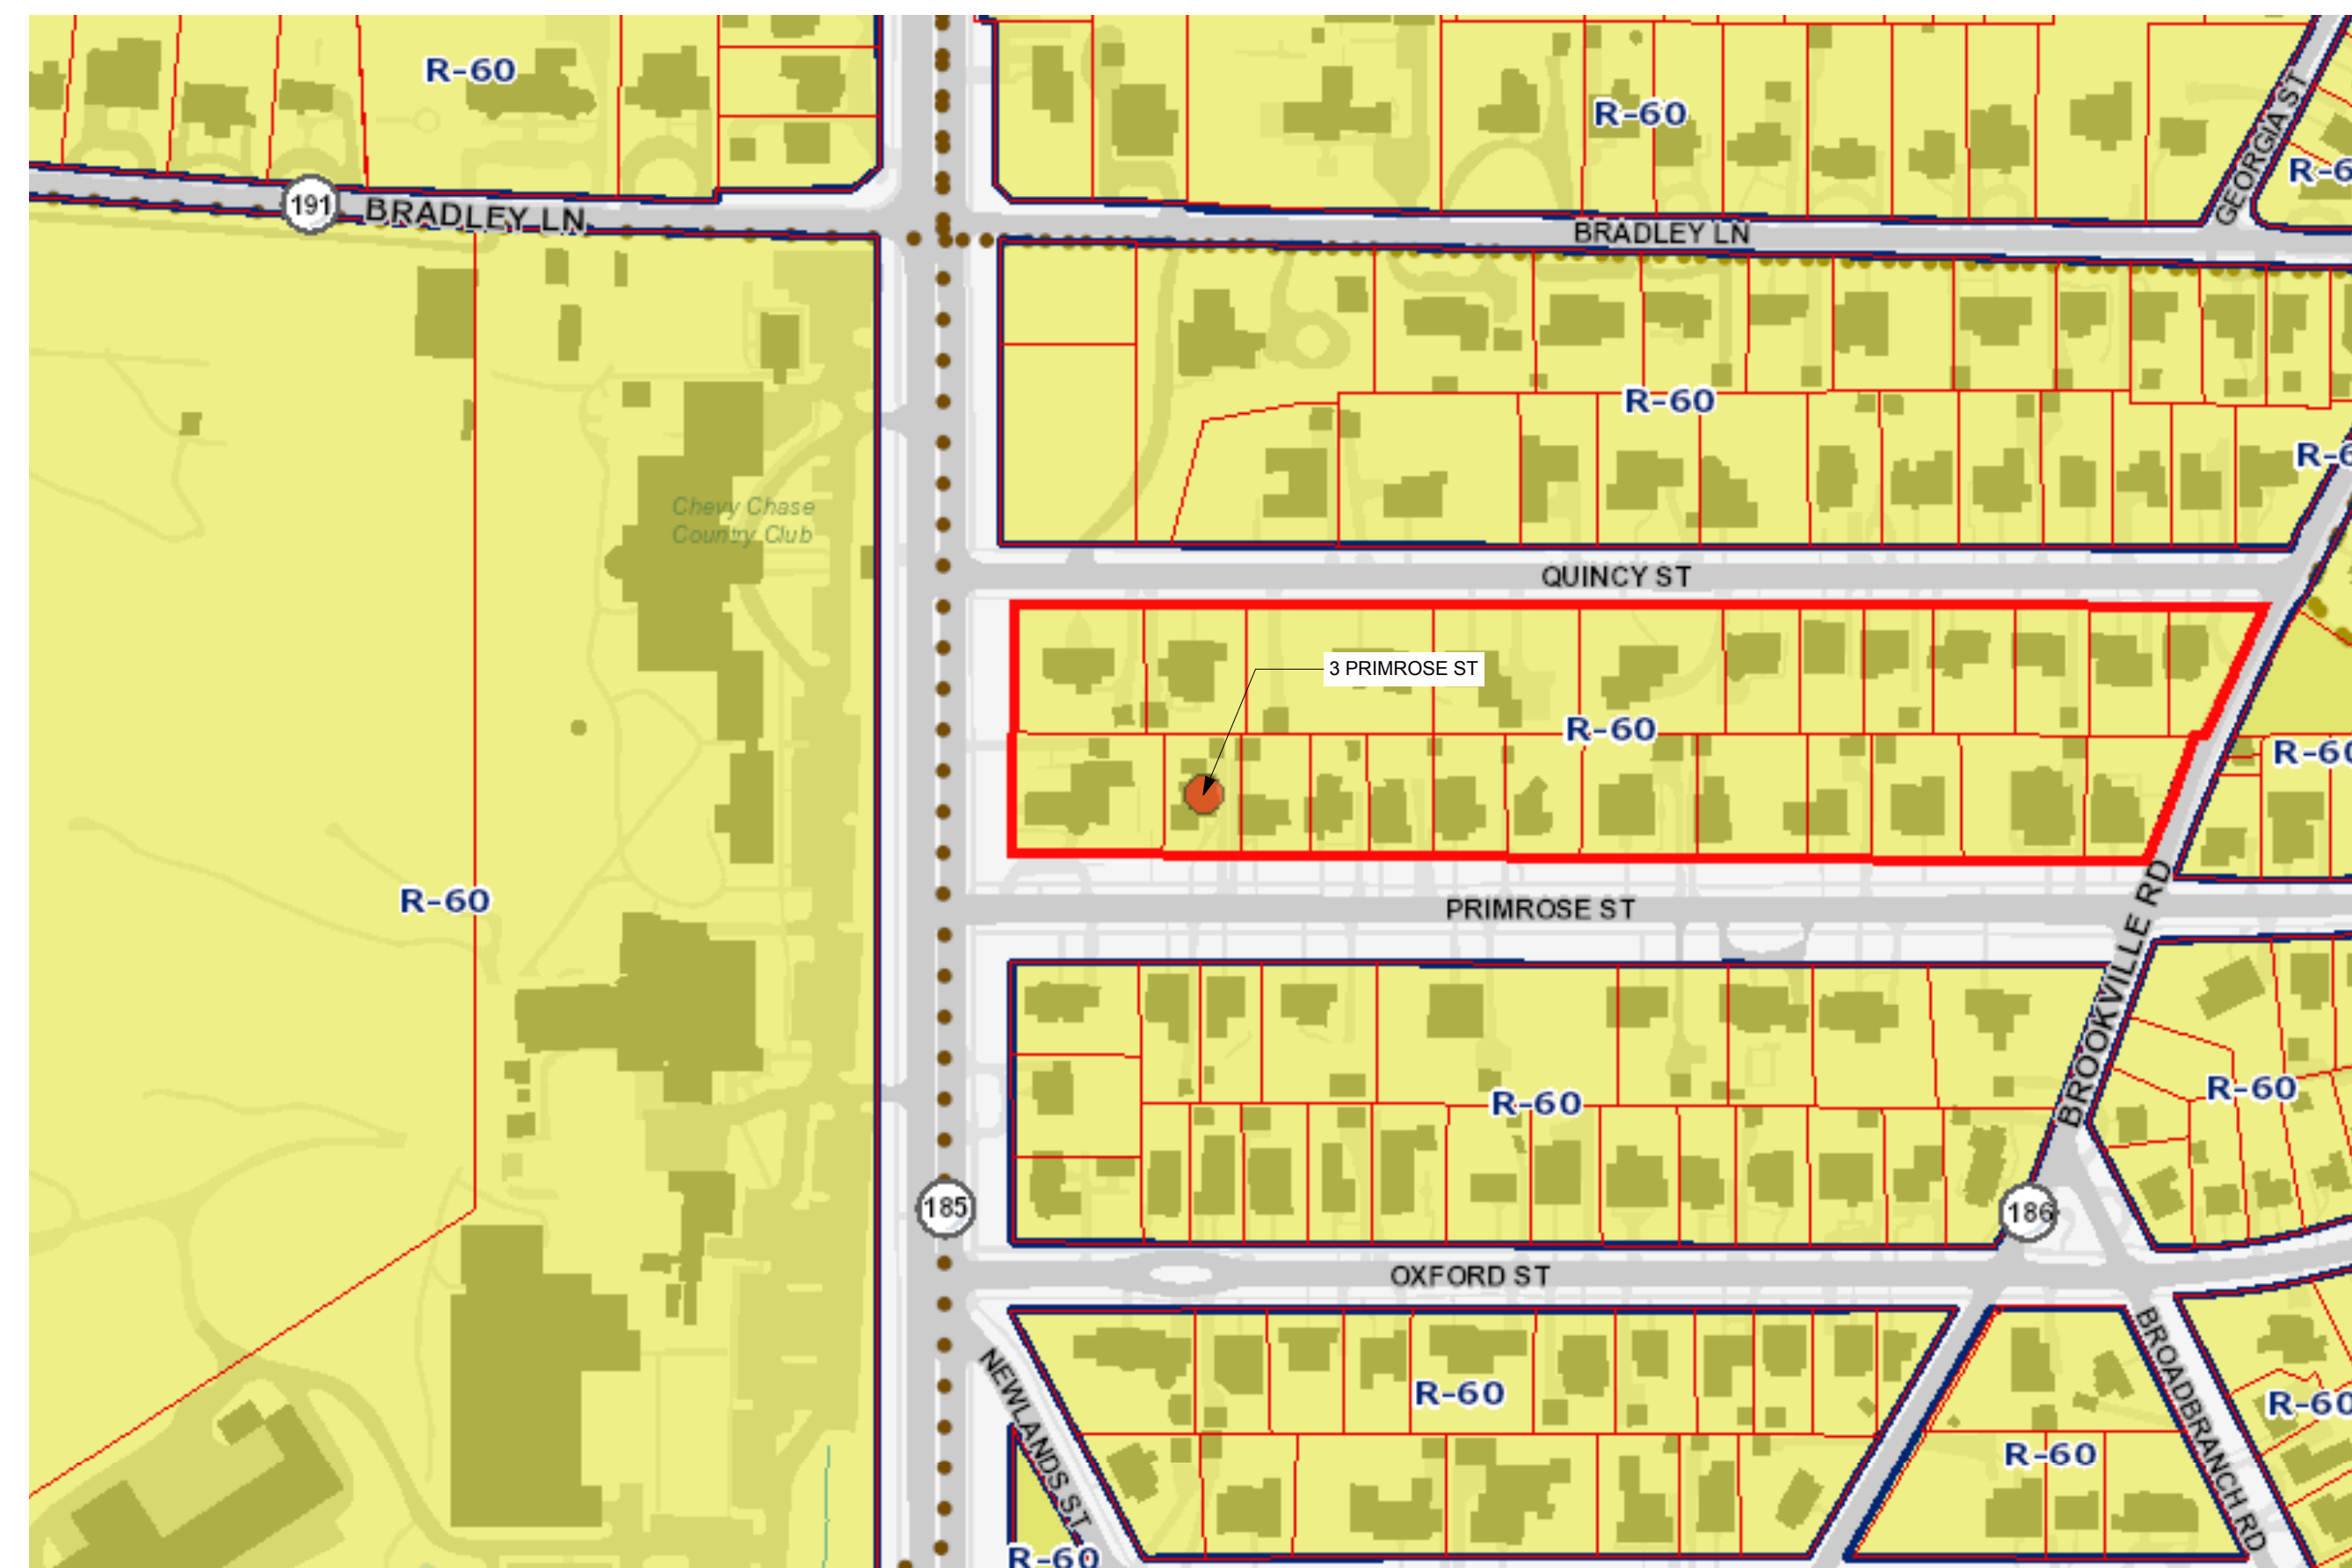 R-60
R-60
GEORGIA ST
R-6
191
BRADLEY LN
BRADLEY LN
R-60
R-6
Chevy Chase
Country Club
QUINCY ST
3 PRIMROSE ST
R-60
R-60
R-60
PRIMROSE ST
BROOKVILLE RD
R-60
R-60
185
186
OXFORD ST
NEWLANDS ST
R-60
BROADBRANCH RD
R-60
R-60
R-60